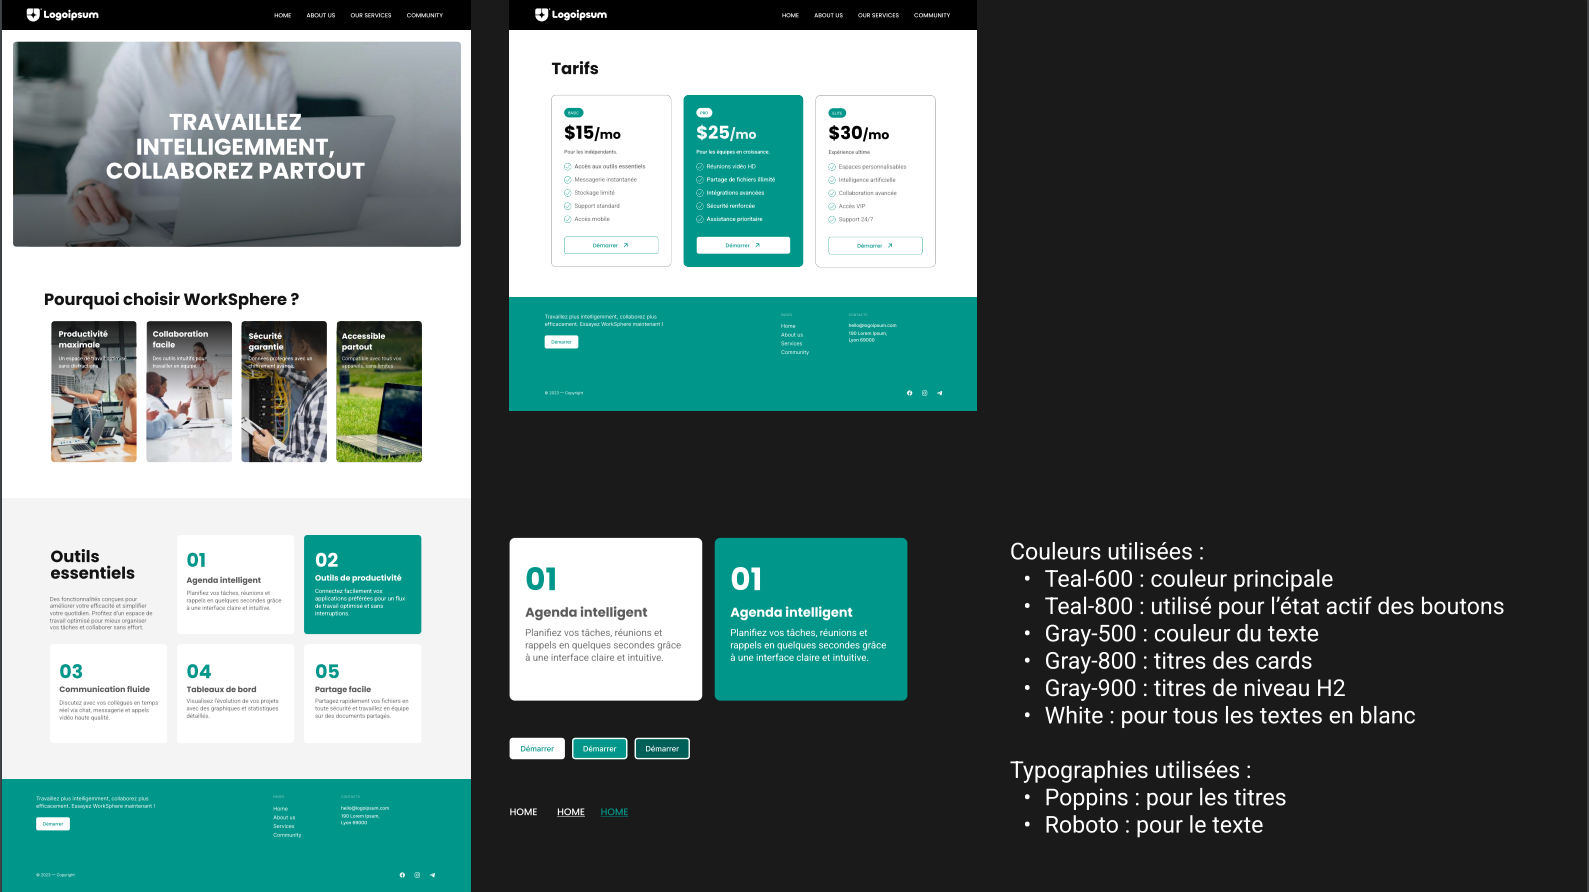 Logoipsum
HOME ABOUT US OUR SERVICES COMMUNITY
TRAVAILLEZ
INTELLIGEMMENT,
COLLABOREZ PARTOUT
Pourquoi choisir WorkSphere ?
Productivité
maximale
Un espace de travail optimisé
sans distractions.
Collaboration
facile
Des outils intuitifs pour
travailler en équipe.
Sécurité
garantie
Données protégées avec un
chiffrement avancé.
Accessible
partout
Compatible avec tous vos
appareils, sans limites.
Outils
essentiels
Des fonctionnalités conçues pour
améliorer votre efficacité et simplifier
votre quotidien. Profitez d'un espace de
travail optimisé pour mieux organiser
vos tâches et collaborer sans effort.
01
Agenda intelligent
Planifiez vos tâches, réunions et
rappels en quelques secondes grâce
à une interface claire et intuitive.
02
Outils de productivité
Connectez facilement vos
applications préférées pour un flux
de travail optimisé et sans
interruptions.
03
Communication fluide
Discutez avec vos collègues en temps
réel via chat, messagerie et appels
vidéo haute qualité.
04
Tableaux de bord
Visualisez l'évolution de vos projets
avec des graphiques et statistiques
détaillés.
05
Partage facile
Partagez rapidement vos fichiers en
toute sécurité et travaillez en équipe
sur des documents partagés.
Travaillez plus intelligemment, collaborez plus
efficacement. Essayez WorkSphere maintenant !
Démarrer
Home
About us
Services
Community
hello@logoipsum.com
190 Lorem Ipsum,
Lyon 69000
© 2023 — Copyright
Logoipsum
HOME ABOUT US OUR SERVICES COMMUNITY
Tarifs
BASIC
$15/mo
Pour les indépendants.
Accès aux outils essentiels
Messagerie instantanée
Stockage limité
Support standard
Accès mobile
Démarrer
PRO
$25/mo
Pour les équipes en croissance.
Réunions vidéo HD
Partage de fichiers illimité
Intégrations avancées
Sécurité renforcée
Assistance prioritaire
Démarrer
ELITE
$30/mo
Expérience ultime
Espaces personnalisables
Intelligence artificielle
Collaboration avancée
Accès VIP
Support 24/7
Démarrer
Travaillez plus intelligemment, collaborez plus
efficacement. Essayez WorkSphere maintenant !
Démarrer
Home
About us
Services
Community
hello@logoipsum.com
190 Lorem Ipsum,
Lyon 69000
© 2023 — Copyright
01
Agenda intelligent
Planifiez vos tâches, réunions et
rappels en quelques secondes grâce
à une interface claire et intuitive.
01
Agenda intelligent
Planifiez vos tâches, réunions et
rappels en quelques secondes grâce
à une interface claire et intuitive.
Démarrer Démarrer Démarrer
HOME HOME HOME
Couleurs utilisées :
• Teal-600 : couleur principale
• Teal-800 : utilisé pour l'état actif des boutons
• Gray-500 : couleur du texte
• Gray-800 : titres des cards
• Gray-900 : titres de niveau H2
• White : pour tous les textes en blanc
Typographies utilisées :
• Poppins : pour les titres
• Roboto : pour le texte